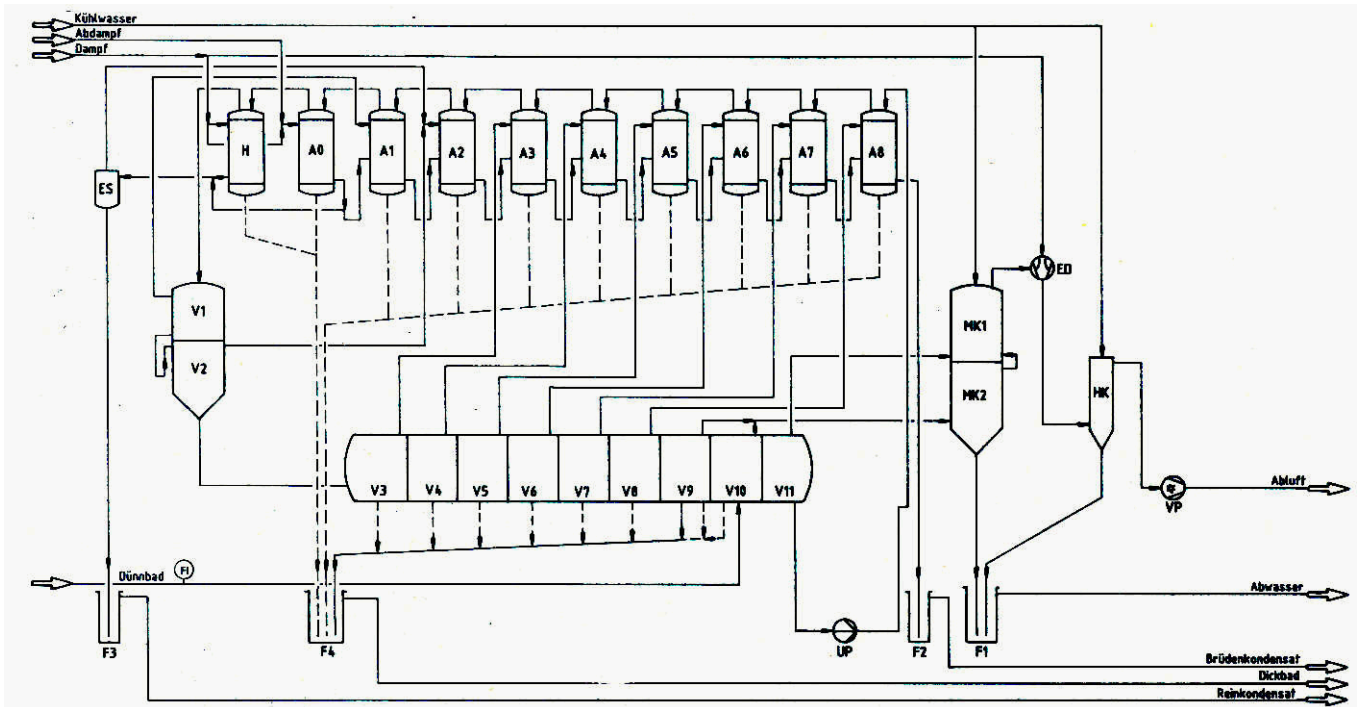 Kühlwasser
Abdampf
Dampf
H
A0
A1
A2
A3
A4
A5
A6
A7
A8
ES
ED
V1
MK1
V2
MK2
HK
V3
V4
V5
V6
V7
V8
V9
V10
V11
Abluft
VP
Dünnbad
FI
Abwasser
F3
F4
UP
F2
F1
Brüdenkondensat
Dickbad
Reinkondensat